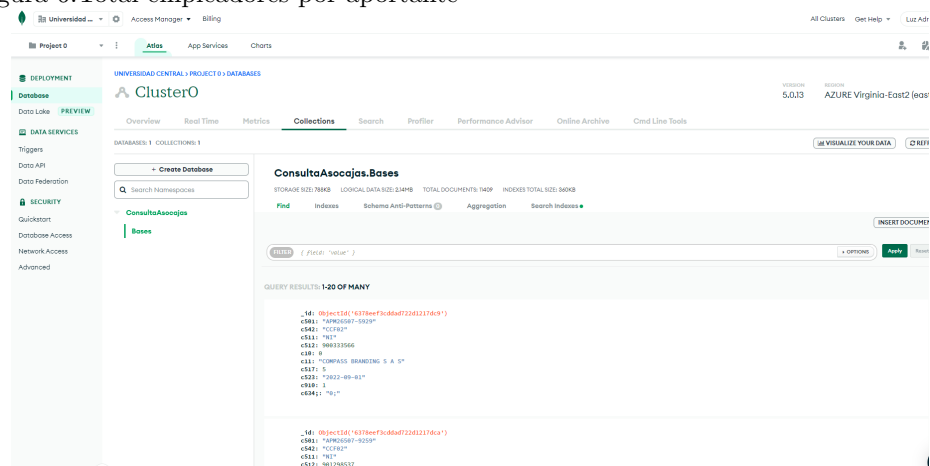 Figura 6.Total empleadores por aportante
Universidad ... Access Manager Billing All Clusters Get Help Luz Adr
Project 0 Atlas App Services Charts
DEPLOYMENT
Database
Data Lake PREVIEW
DATA SERVICES
Triggers
Data API
Data Federation
SECURITY
Quickstart
Database Access
Network Access
Advanced
UNIVERSIDAD CENTRAL > PROJECT 0 > DATABASES
Cluster0
VERSION
5.0.13
REGION
AZURE Virginia-East2 (east
Overview Real Time Metrics Collections Search Profiler Performance Advisor Online Archive Cmd Line Tools
DATABASES: 1 COLLECTIONS: 1
VISUALIZE YOUR DATA
REFR
+ Create Database
Search Namespaces
ConsultaAsocajas
Bases
ConsultaAsocajas.Bases
STORAGE SIZE: 788KB LOGICAL DATA SIZE: 2.14MB TOTAL DOCUMENTS: 11409 INDEXES TOTAL SIZE: 360KB
Find Indexes Schema Anti-Patterns 0 Aggregation Search Indexes
INSERT DOCUMEN
FILTER { field: 'value' } OPTIONS Apply Reset
QUERY RESULTS: 1-20 OF MANY
_id: ObjectId('6378eef3cddad722d1217dc9')
c501: "APM26507-5929"
c542: "CCF02"
c511: "NI"
c512: 900333566
c10: 0
c11: "COMPASS BRANDING S A S"
c517: 5
c523: "2022-09-01"
c910: 1
c634;: "0;"
_id: ObjectId('6378eef3cddad722d1217dca')
c501: "APM26507-9259"
c542: "CCF02"
c511: "NI"
c512: 901298537